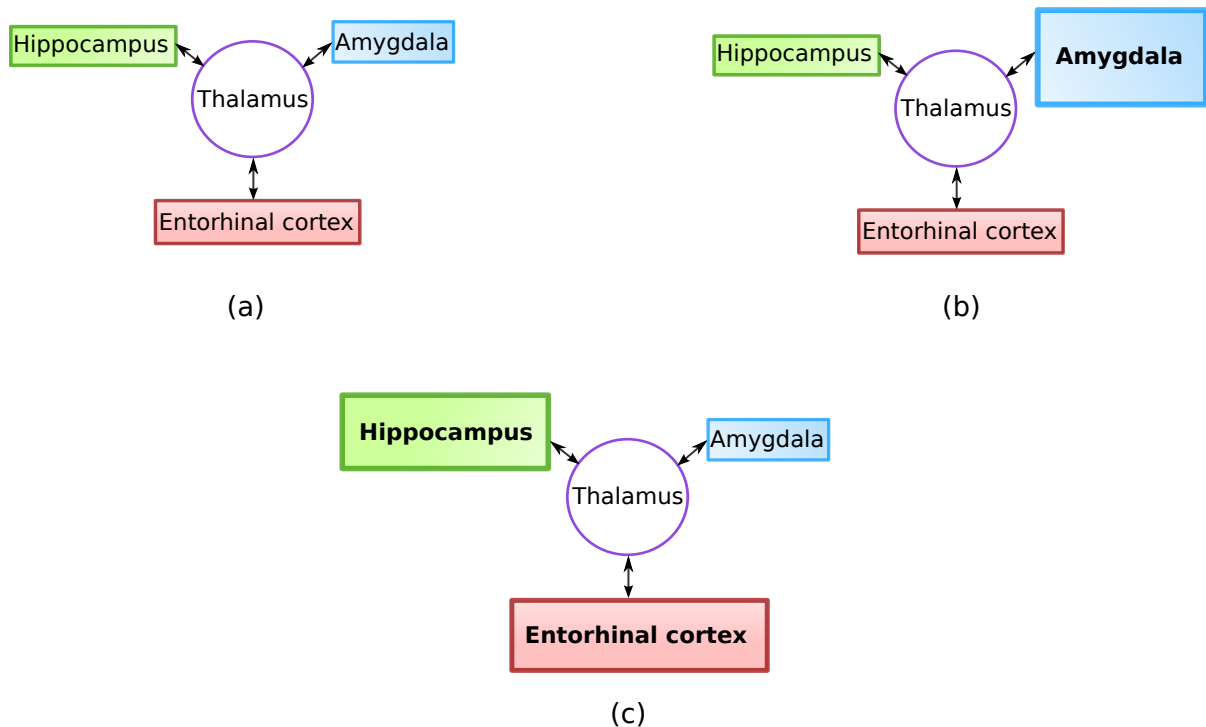 Hippocampus
Amygdala
Thalamus
Entorhinal cortex
(a)
Hippocampus
Amygdala
Thalamus
Entorhinal cortex
(b)
Hippocampus
Amygdala
Thalamus
Entorhinal cortex
(c)